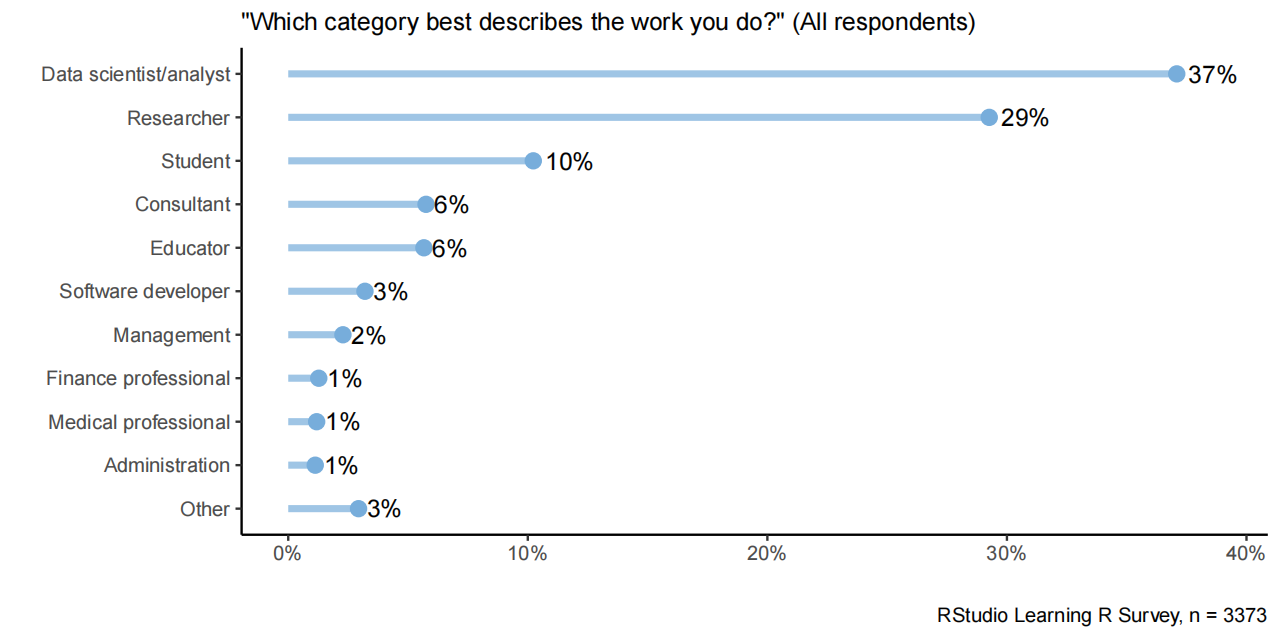 "Which category best describes the work you do?" (All respondents)
Data scientist/analyst 37%
Researcher 29%
Student 10%
Consultant 6%
Educator 6%
Software developer 3%
Management 2%
Finance professional 1%
Medical professional 1%
Administration 1%
Other 3%
0% 10% 20% 30% 40%
RStudio Learning R Survey, n = 3373